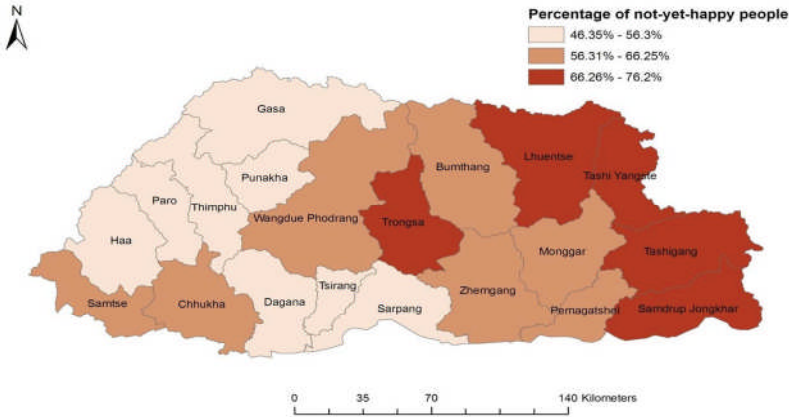 Percentage of not-yet-happy people
46.35% - 56.3%
56.31% - 66.25%
66.26% - 76.2%
N
Gasa
Lhuentse
Bumthang
Tashi Yangste
Punakha
Paro
Thimphu
Wangdue Phodrang
Trongsa
Haa
Monggar
Tashigang
Tsirang
Zhemgang
Samtse
Chhukha
Dagana
Sarpang
Pemagatshel
Samdrup Jongkhar
0 35 70 140 Kilometers